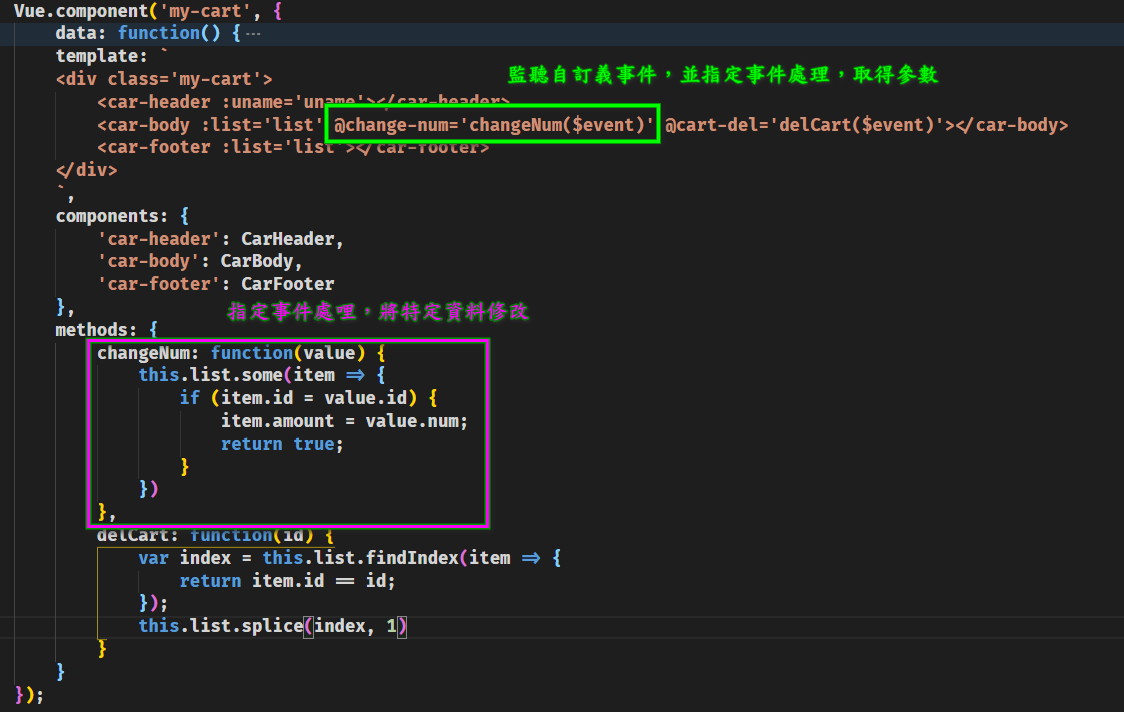 Vue.component('my-cart', {
data: function() {···
template: `
<div class='my-cart'>
監聽自訂義事件，並指定事件處理，取得參數
<car-header :uname='uname'></car-header>
<car-body :list='list' @change-num='changeNum($event)' @cart-del='delCart($event)'></car-body>
<car-footer :list='list'></car-footer>
</div>
`,
components: {
'car-header': CarHeader,
'car-body': CarBody,
'car-footer': CarFooter
},
指定事件處理，將特定資料修改
methods: {
changeNum: function(value) {
this.list.some(item => {
if (item.id = value.id) {
item.amount = value.num;
return true;
}
})
},
delCart: function(id) {
var index = this.list.findIndex(item => {
return item.id == id;
});
this.list.splice(index, 1)
}
}
});